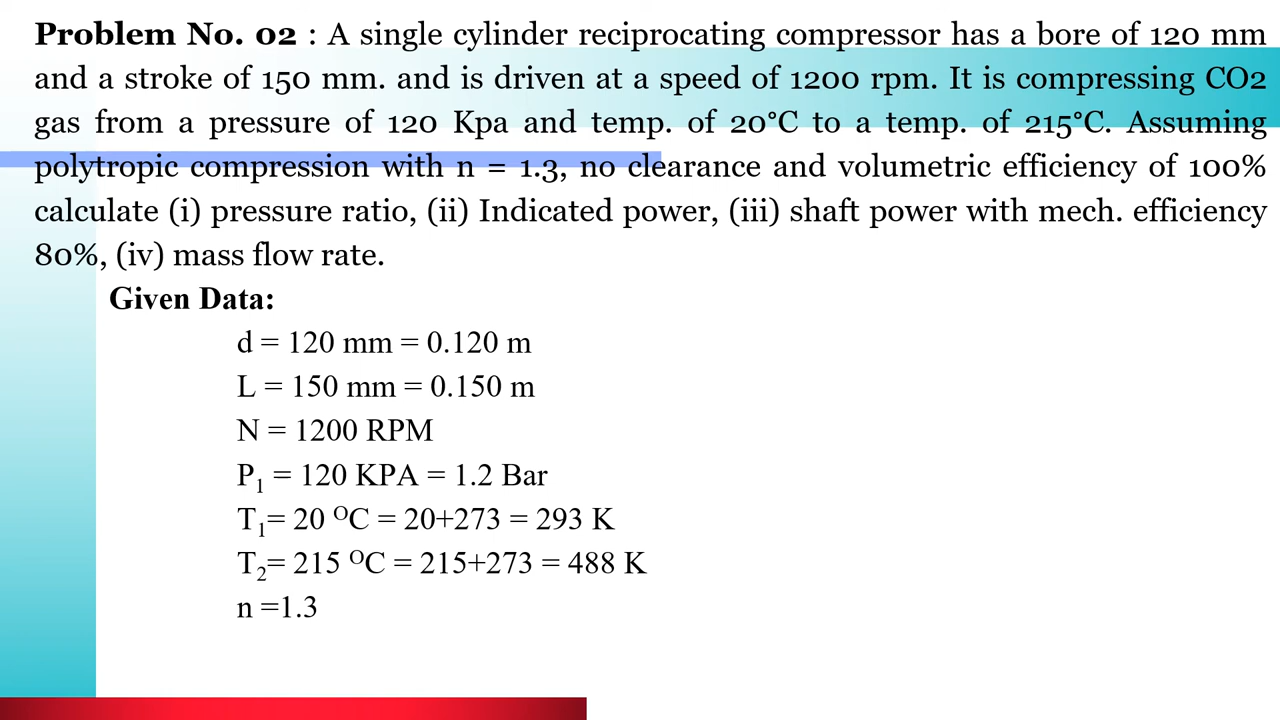 Problem No. 02 : A single cylinder reciprocating compressor has a bore of 120 mm
and a stroke of 150 mm. and is driven at a speed of 1200 rpm. It is compressing CO2
gas from a pressure of 120 Kpa and temp. of 20°C to a temp. of 215°C. Assuming
polytropic compression with n = 1.3, no clearance and volumetric efficiency of 100%
calculate (i) pressure ratio, (ii) Indicated power, (iii) shaft power with mech. efficiency
80%, (iv) mass flow rate.
Given Data:
d = 120 mm = 0.120 m
L = 150 mm = 0.150 m
N = 1200 RPM
P₁ = 120 KPA = 1.2 Bar
T₁= 20 ᴼC = 20+273 = 293 K
T₂= 215 ᴼC = 215+273 = 488 K
n =1.3